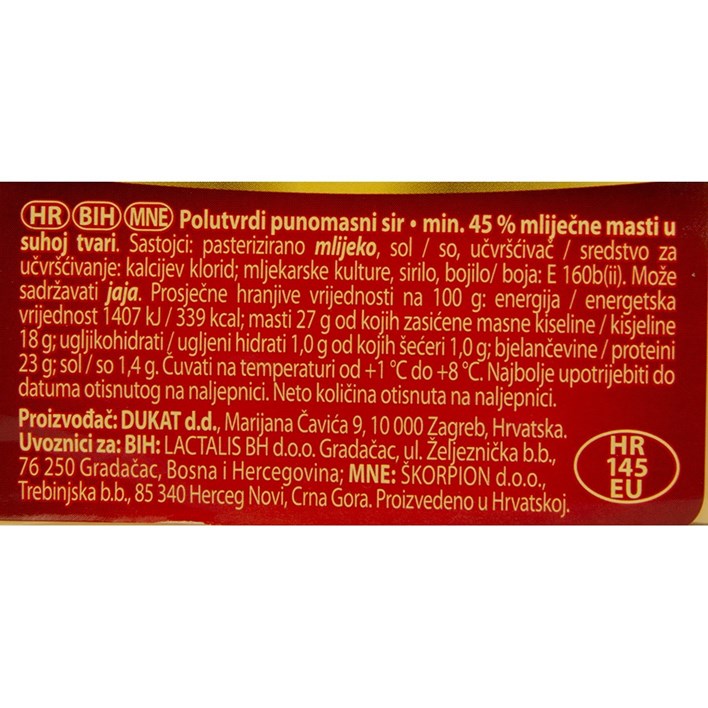 HR BIH MNE Polutvrdi punomasni sir • min. 45 % mliječne masti u
suhoj tvari. Sastojci: pasterizirano mlijeko, sol / so, učvršćivač / sredstvo za
učvršćivanje: kalcijev klorid; mljekarske kulture, sirilo, bojilo/ boja: E 160b(ii). Može
sadržavati jaja. Prosječne hranjive vrijednosti na 100 g: energija / energetska
vrijednost 1407 kJ / 339 kcal; masti 27 g od kojih zasićene masne kiseline / kisjeline
18 g; ugljikohidrati / ugljeni hidrati 1,0 g od kojih šećeri 1,0 g; bjelančevine / proteini
23 g; sol / so 1,4 g. Čuvati na temperaturi od +1 °C do +8 °C. Najbolje upotrijebiti do
datuma otisnutog na naljepnici. Neto količina otisnuta na naljepnici.
Proizvođač: DUKAT d.d., Marijana Čavića 9, 10 000 Zagreb, Hrvatska.
Uvoznici za: BIH: LACTALIS BH d.o.o. Gradačac, ul. Željeznička b.b.,
76 250 Gradačac, Bosna i Hercegovina; MNE: ŠKORPION d.o.o.,
Trebinjska b.b., 85 340 Herceg Novi, Crna Gora. Proizvedeno u Hrvatskoj.
HR
145
EU